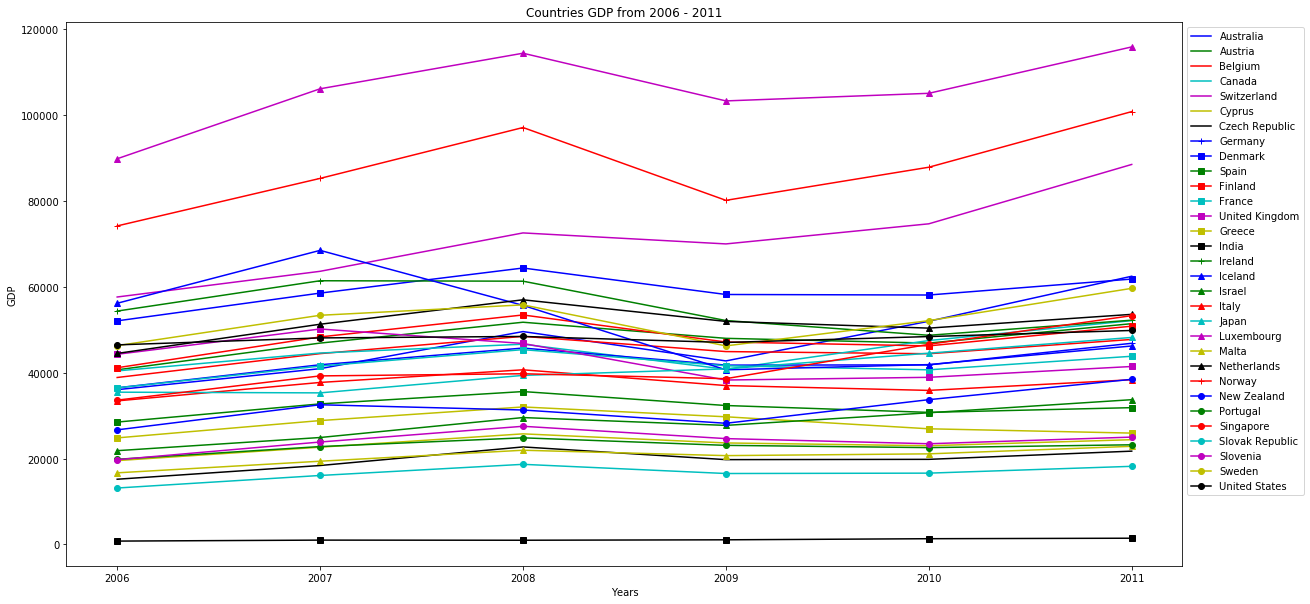 Countries GDP from 2006 - 2011
120000
100000
80000
60000
40000
20000
0
GDP
2006 2007 2008 2009 2010 2011
Years
Australia
Austria
Belgium
Canada
Switzerland
Cyprus
Czech Republic
Germany
Denmark
Spain
Finland
France
United Kingdom
Greece
India
Ireland
Iceland
Israel
Italy
Japan
Luxembourg
Malta
Netherlands
Norway
New Zealand
Portugal
Singapore
Slovak Republic
Slovenia
Sweden
United States